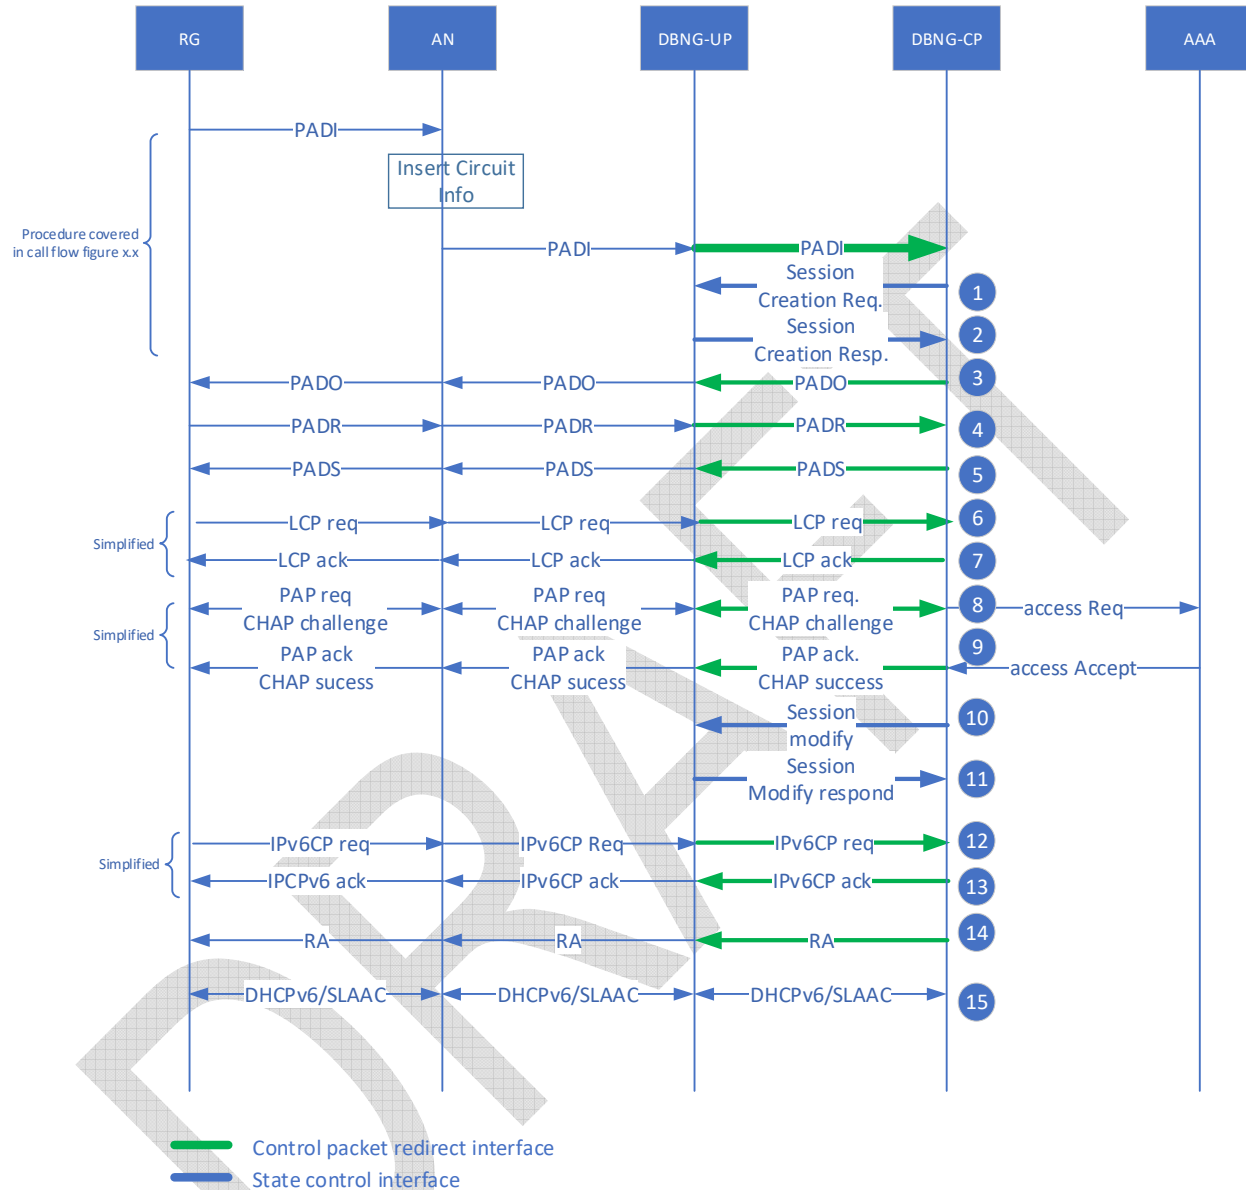 RG
AN
DBNG-UP
DBNG-CP
AAA
PADI
Insert Circuit
Info
Procedure covered
in call flow figure x.x
PADI
PADI
Session
Creation Req.
1
Session
Creation Resp.
2
PADO
PADO
PADO
3
PADR
PADR
PADR
4
PADS
PADS
PADS
5
Simplified
LCP req
LCP req
LCP req
6
LCP ack
LCP ack
LCP ack
7
Simplified
PAP req
CHAP challenge
PAP req
CHAP challenge
PAP req.
CHAP challenge
8
access Req
PAP ack
CHAP sucess
PAP ack
CHAP sucess
PAP ack.
CHAP success
9
access Accept
Session
modify
10
Session
Modify respond
11
Simplified
IPv6CP req
IPv6CP Req
IPv6CP req
12
IPCPv6 ack
IPv6CP ack
IPv6CP ack
13
RA
RA
RA
14
DHCPv6/SLAAC
DHCPv6/SLAAC
DHCPv6/SLAAC
15
Control packet redirect interface
State control interface
DRAFT